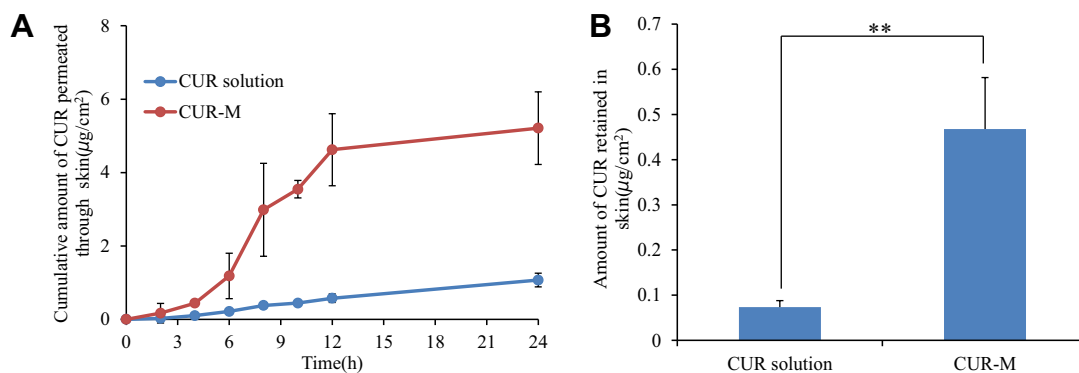 A
Cumulative amount of CUR permeated
through skin(μg/cm²)
8
6
4
2
0
CUR solution
CUR-M
0 3 6 9 12 15 18 21 24
Time(h)
B
Amount of CUR retained in
skin(μg/cm²)
0.7
0.6
0.5
0.4
0.3
0.2
0.1
0
**
CUR solution CUR-M